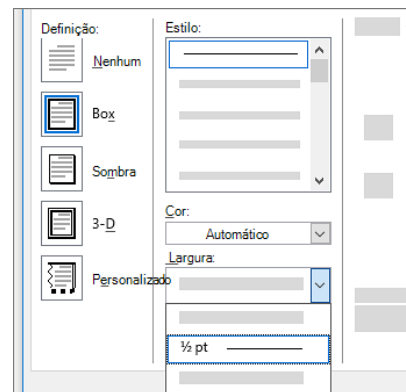 Definição:
Nenhum
Box
Sombra
3-D
Personalizado
Estilo:
Cor:
Automático
Largura:
½ pt